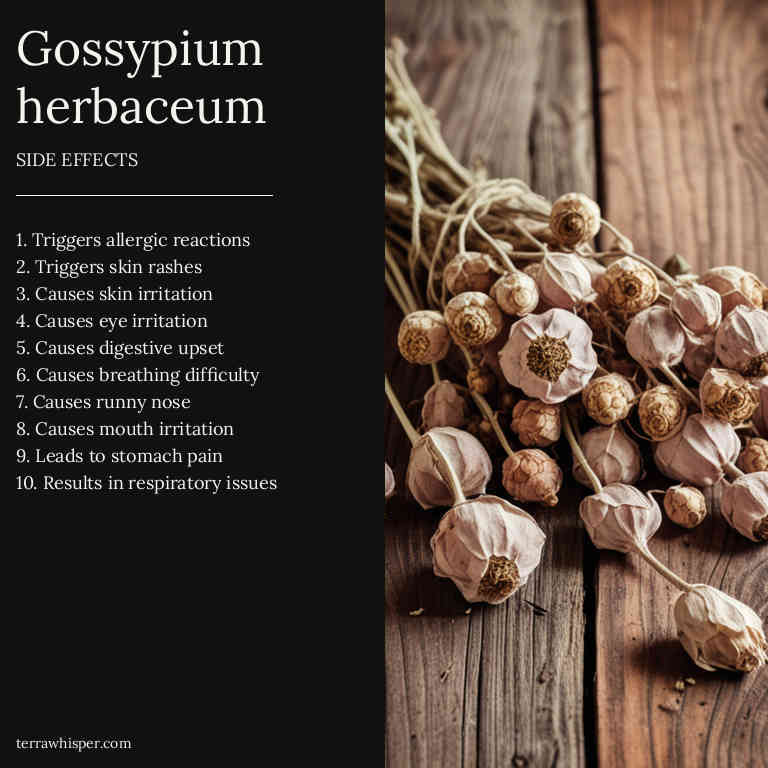 Gossypium
herbaceum
SIDE EFFECTS
1. Triggers allergic reactions
2. Triggers skin rashes
3. Causes skin irritation
4. Causes eye irritation
5. Causes digestive upset
6. Causes breathing difficulty
7. Causes runny nose
8. Causes mouth irritation
9. Leads to stomach pain
10. Results in respiratory issues
terrawhisper.com